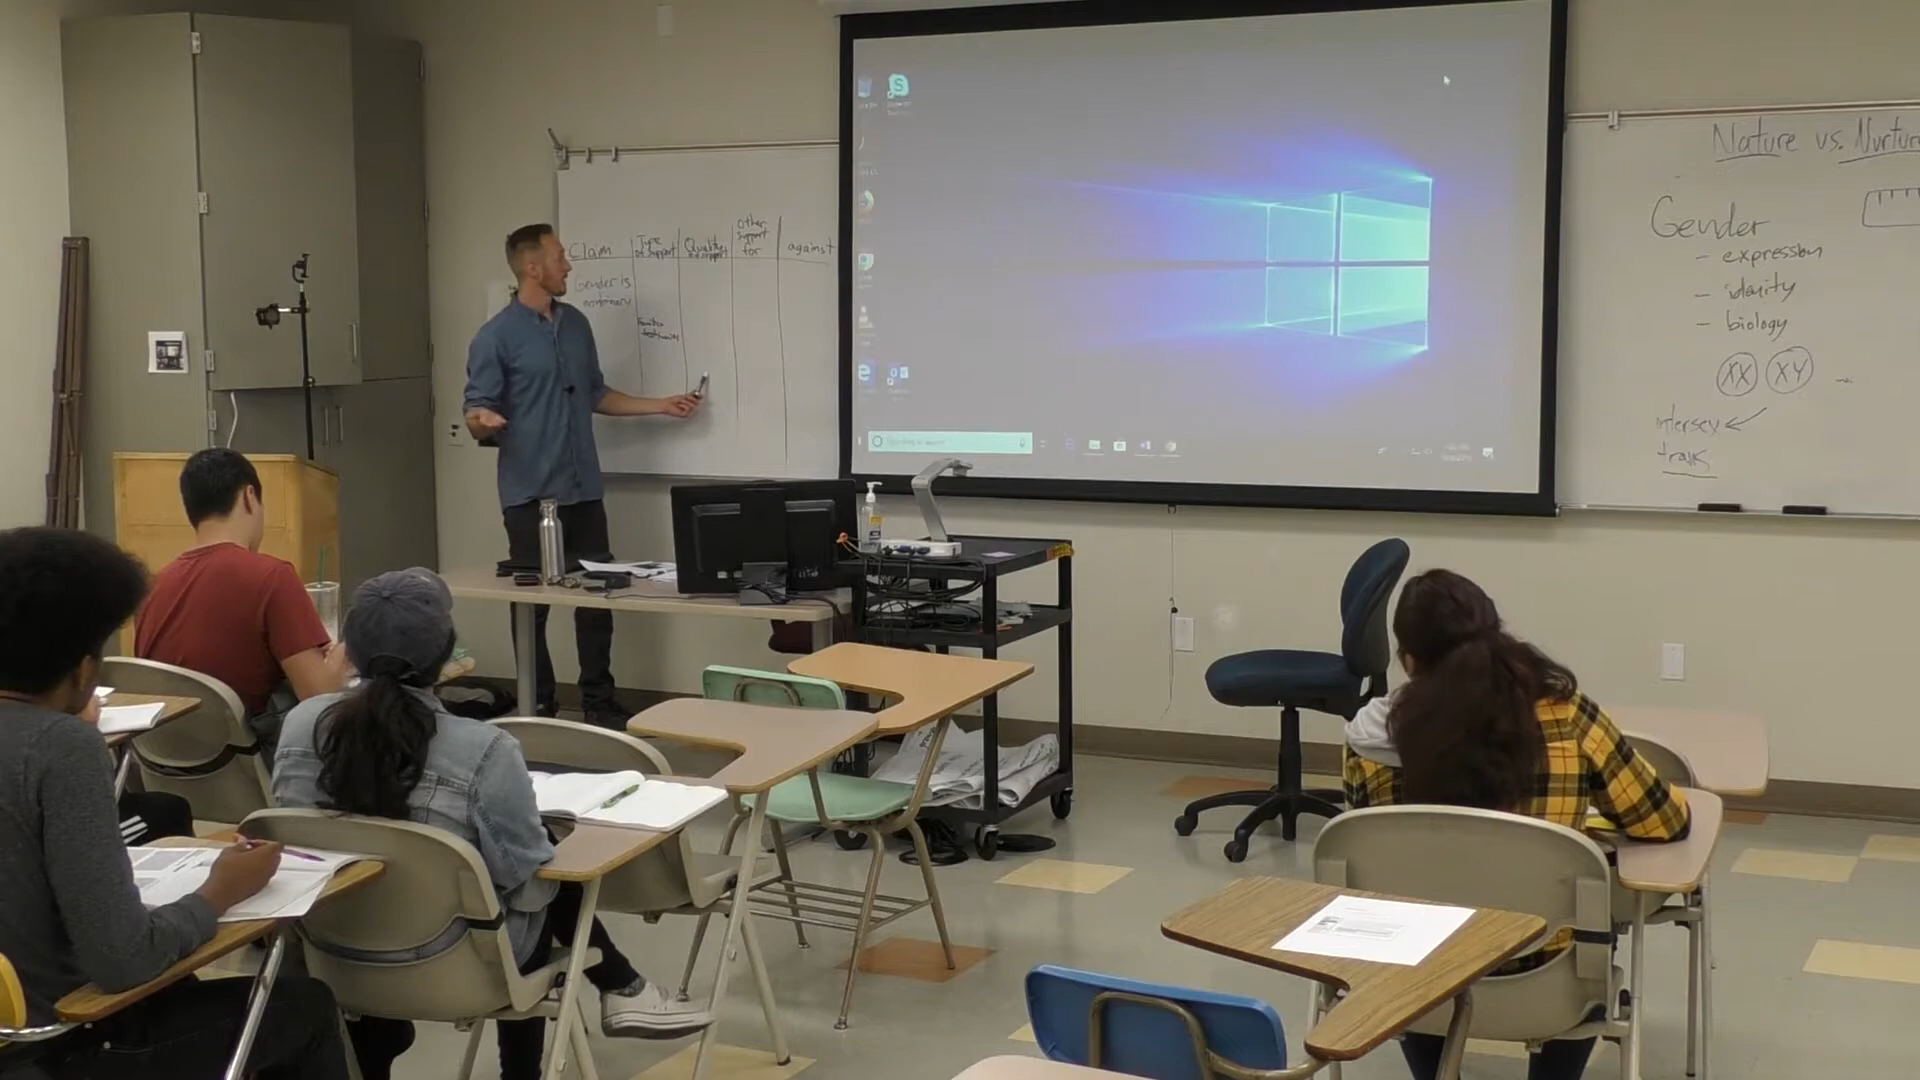 Claim
Type of support
Quality of support
Other
support
for
against
Gender is
nonbinary
Nature vs. Nurture
Gender
- expression
- identity
- biology
XX XY
intersex
trans